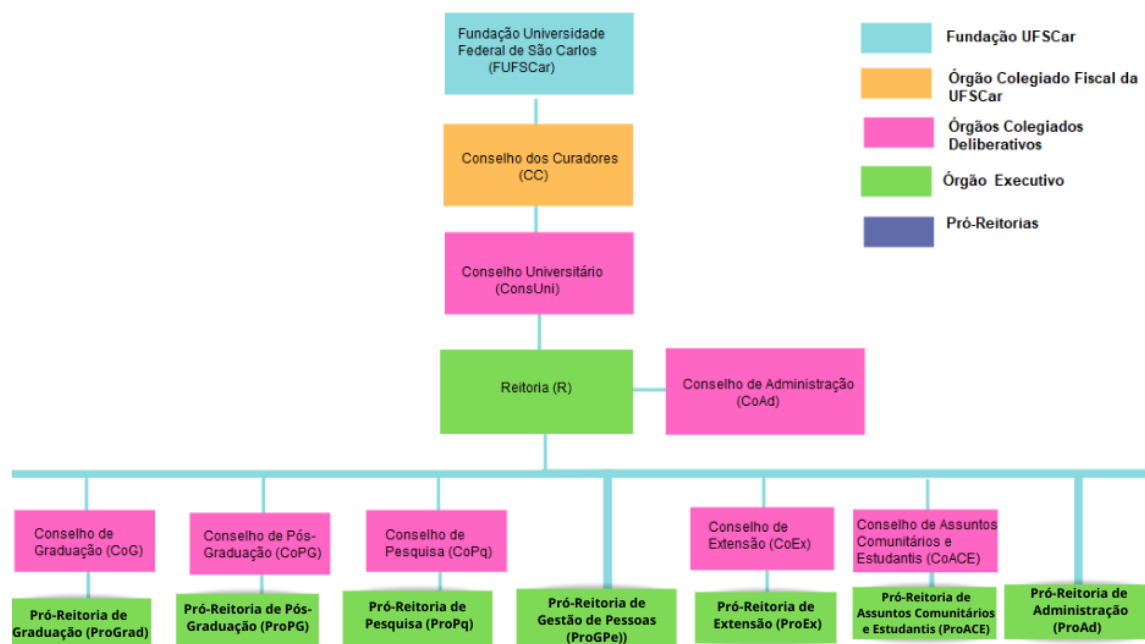 Fundação Universidade
Federal de São Carlos
(FUFSCar)
Fundação UFSCar
Órgão Colegiado Fiscal da
UFSCar
Órgãos Colegiados
Deliberativos
Órgão Executivo
Pró-Reitorias
Conselho dos Curadores
(CC)
Conselho Universitário
(ConsUni)
Reitoria (R)
Conselho de Administração
(CoAd)
Conselho de
Graduação (CoG)
Conselho de Pós-
Graduação (CoPG)
Conselho de
Pesquisa (CoPq)
Conselho de
Extensão (CoEx)
Conselho de Assuntos
Comunitários e
Estudantis (CoACE)
Pró-Reitoria de
Graduação (ProGrad)
Pró-Reitoria de Pós-
Graduação (ProPG)
Pró-Reitoria de
Pesquisa (ProPq)
Pró-Reitoria de
Gestão de Pessoas
(ProGPe))
Pró-Reitoria de
Extensão (ProEx)
Pró-Reitoria de
Assuntos Comunitários
e Estudantis (ProACE)
Pró-Reitoria de
Administração (ProAd)